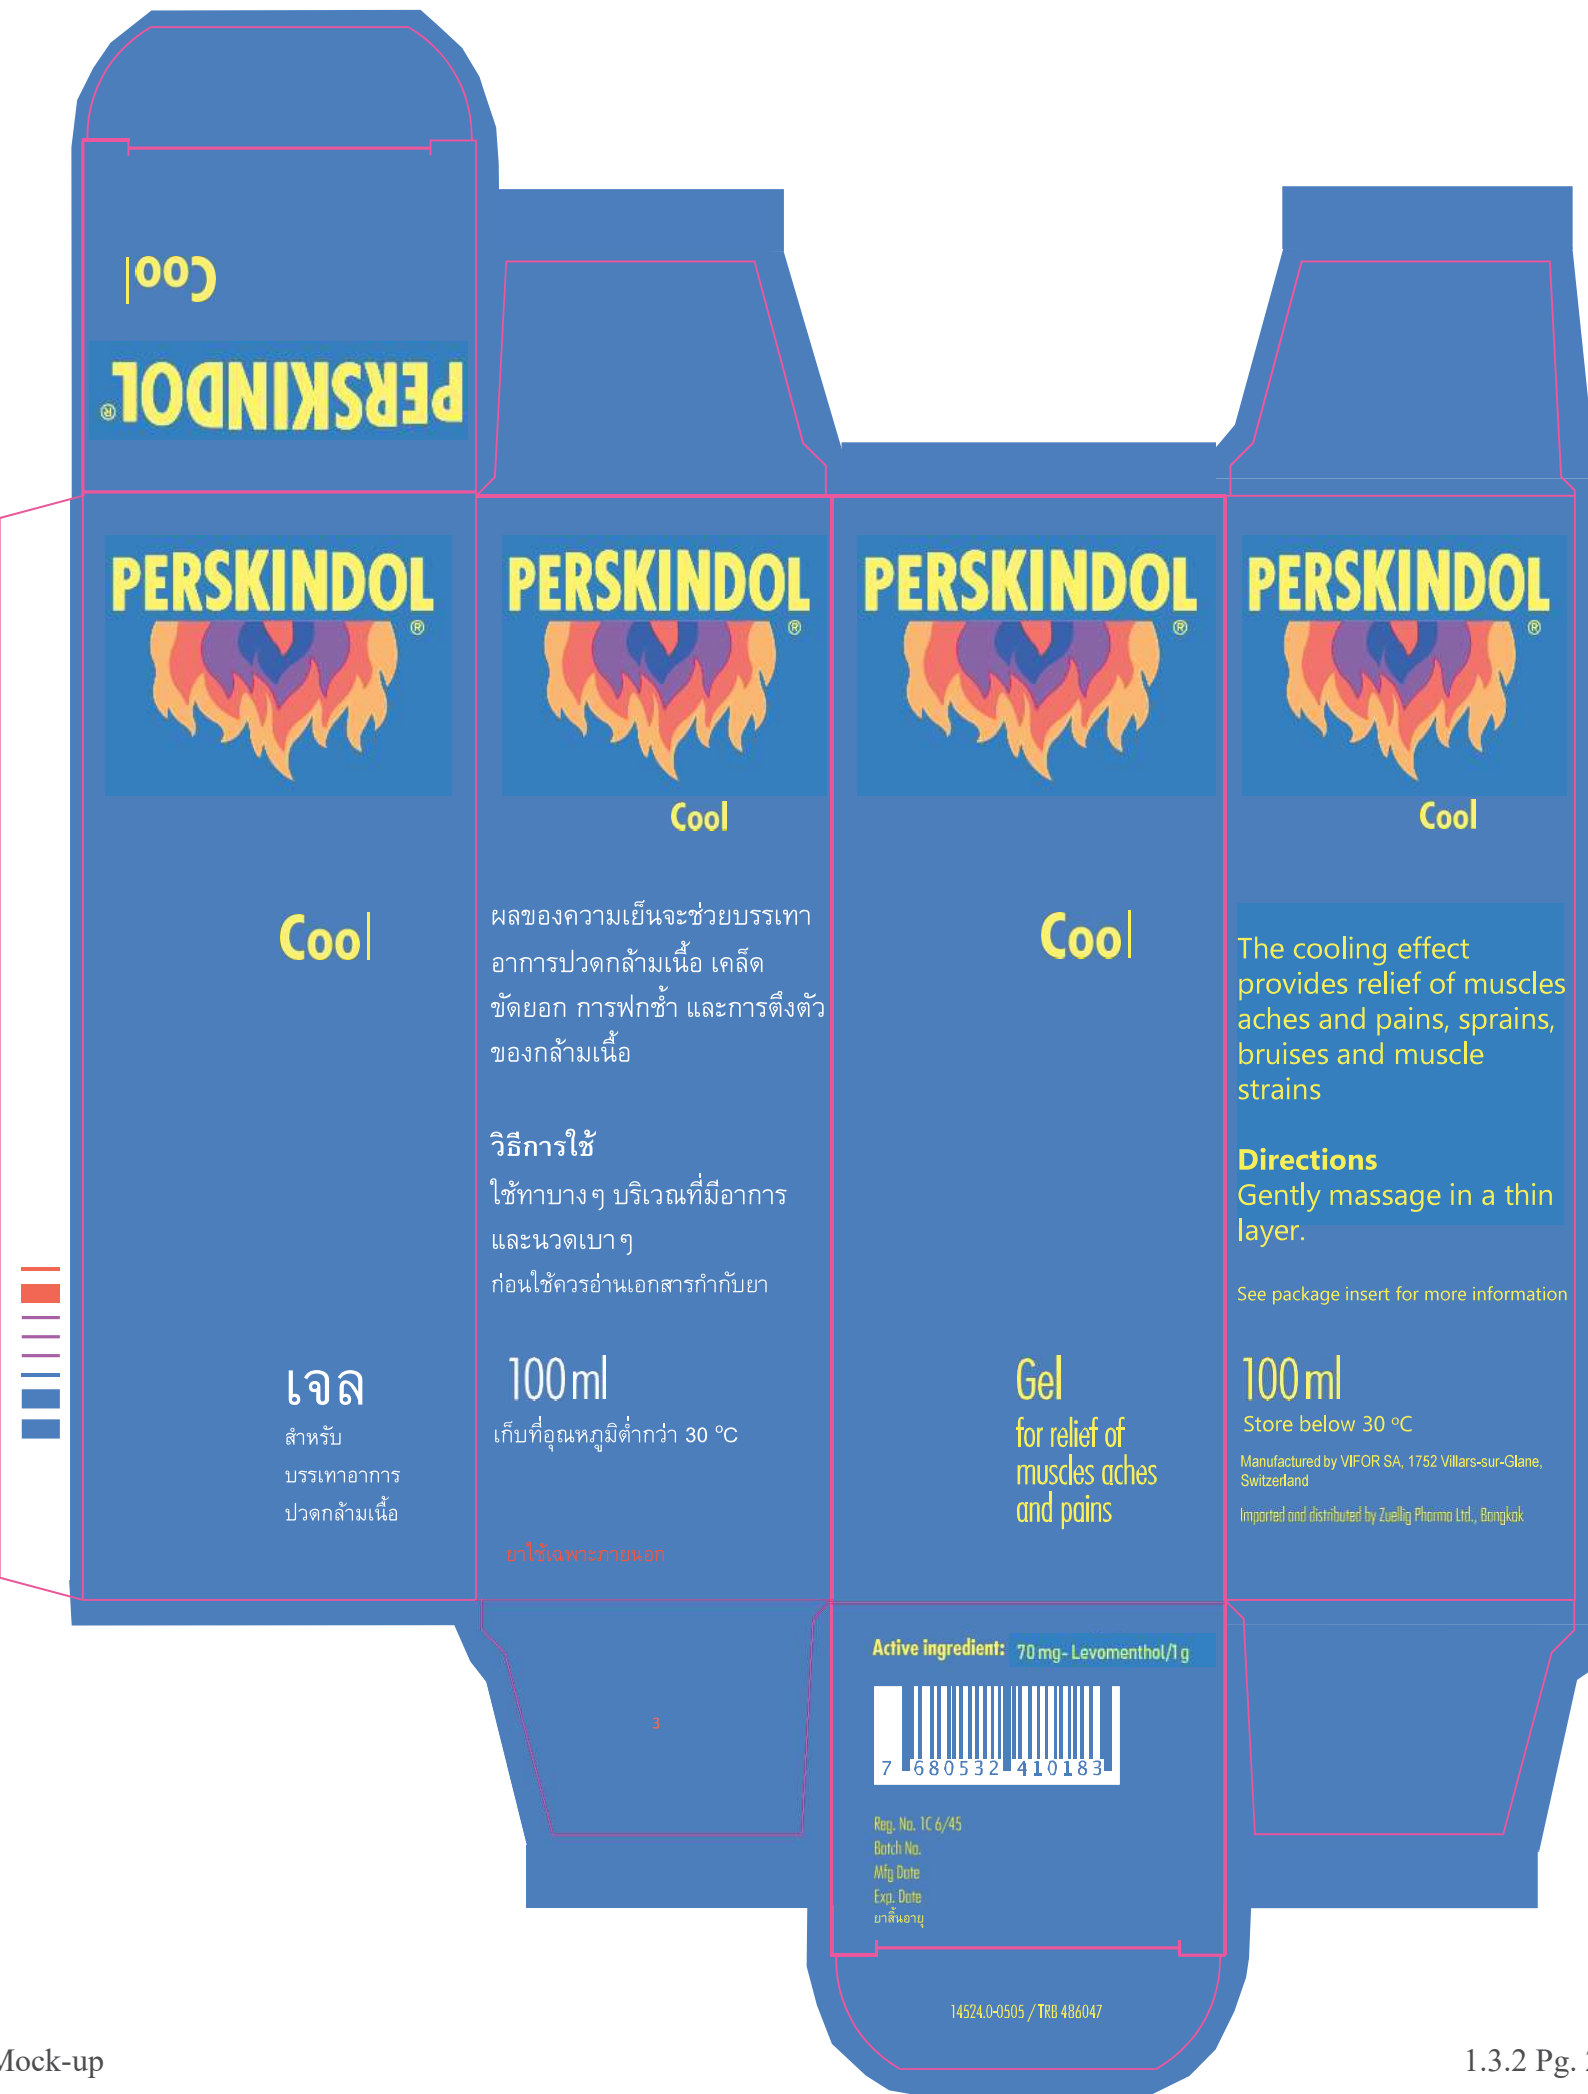 Cool
PERSKINDOL®
PERSKINDOL
®
Cool
เจล
สำหรับ
บรรเทาอาการ
ปวดกล้ามเนื้อ
PERSKINDOL
®
Cool
ผลของความเย็นจะช่วยบรรเทา
อาการปวดกล้ามเนื้อ เคล็ด
ขัดยอก การฟกช้ำ และการตึงตัว
ของกล้ามเนื้อ
วิธีการใช้
ใช้ทาบางๆ บริเวณที่มีอาการ
และนวดเบาๆ
ก่อนใช้ควรอ่านเอกสารกำกับยา
100 ml
เก็บที่อุณหภูมิต่ำกว่า 30 °C
ยาใช้เฉพาะภายนอก
3
PERSKINDOL
®
Cool
Gel
for relief of
muscles aches
and pains
PERSKINDOL
®
Cool
The cooling effect
provides relief of muscles
aches and pains, sprains,
bruises and muscle
strains
Directions
Gently massage in a thin
layer.
See package insert for more information
100 ml
Store below 30 °C
Manufactured by VIFOR SA, 1752 Villars-sur-Glane,
Switzerland
Imported and distributed by Zuellig Pharma Ltd., Bangkok
Active ingredient: 70 mg- Levomenthol/1 g
7 680532 410183
Reg. No. 1C 6/45
Batch No.
Mfg Date
Exp. Date
ยาสิ้นอายุ
14524.0-0505 / TRB 486047
Mock-up
1.3.2 Pg.